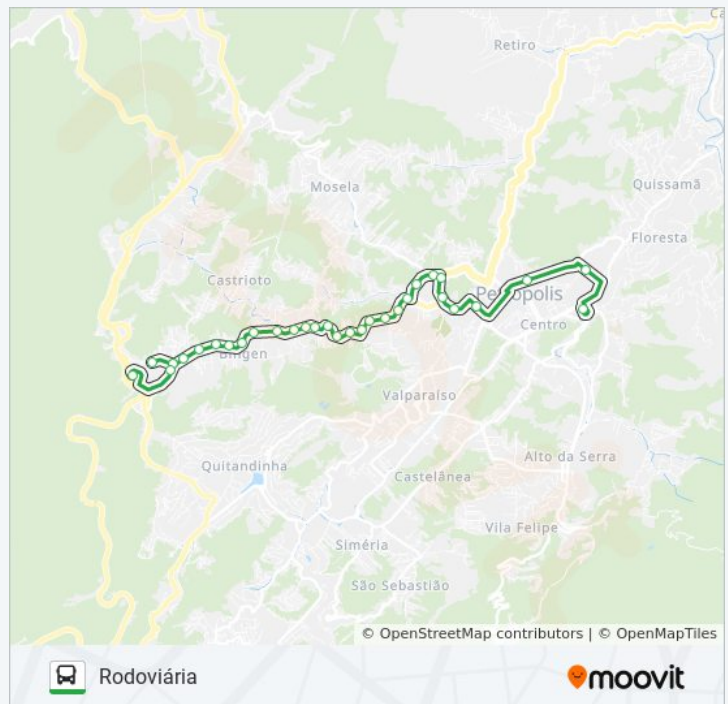 Ca
Retiro
Quissamã
Mosela
Floresta
Castrioto
Petrópolis
Centro
Bingen
Valparaíso
Alto da Serra
Quitandinha
Castelânea
Vila Felipe
Siméria
São Sebastião
© OpenStreetMap contributors | © OpenMapTiles
Rodoviária
moovit